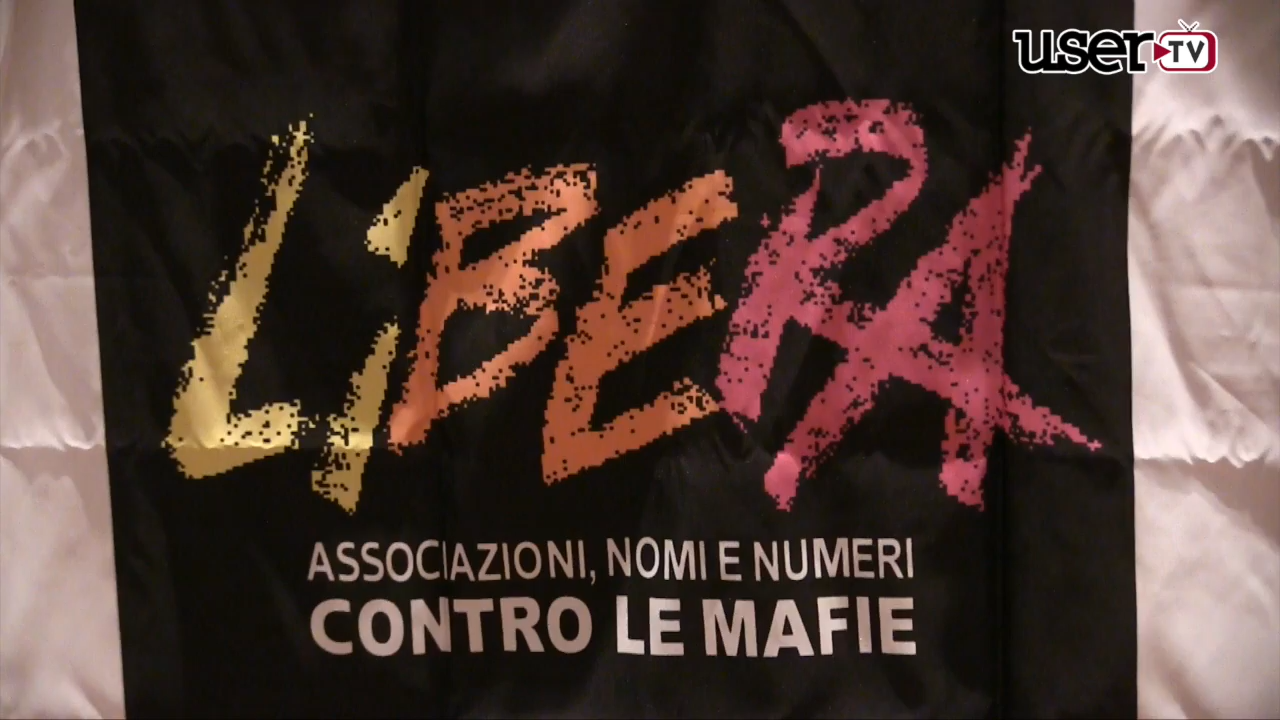 user TV
LiBERA
ASSOCIAZIONI, NOMI E NUMERI
CONTRO LE MAFIE